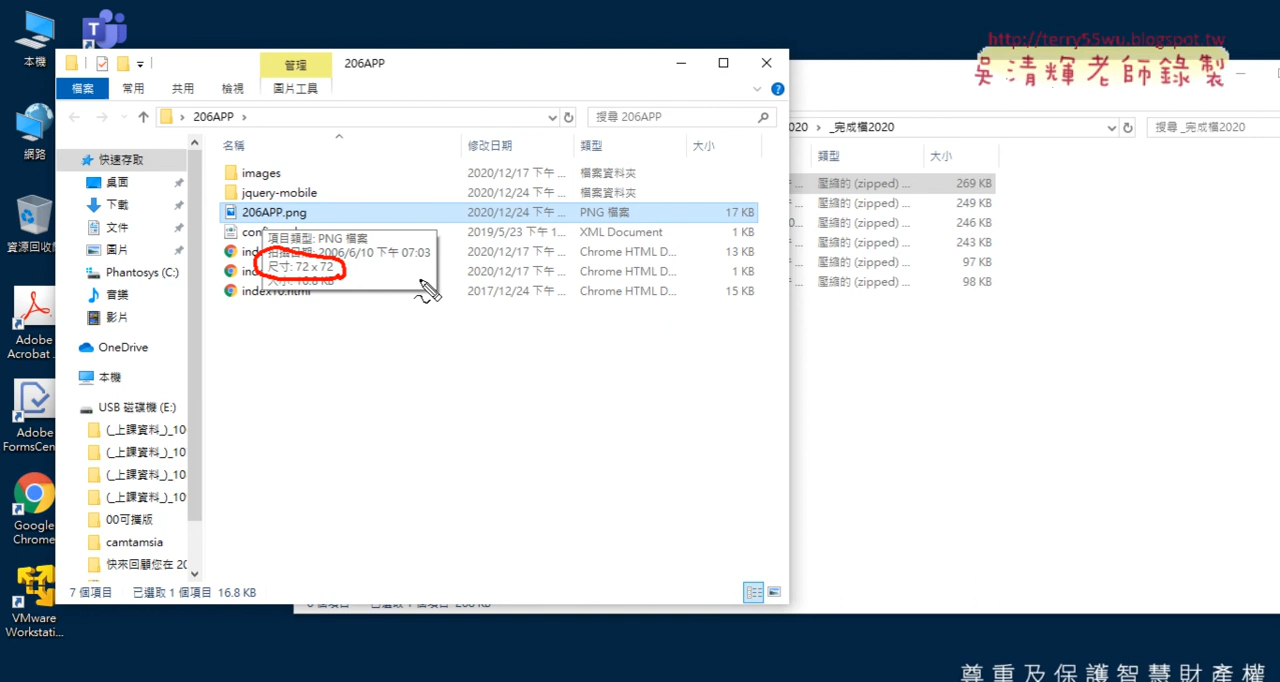 本機
http://terry55wu.blogspot.tw
吳清輝老師錄製
管理
206APP
檔案
常用
共用
檢視
圖片工具
206APP
搜尋 206APP
020 › _完成檔2020
搜尋 _完成檔2020
網路
名稱
修改日期
類型
大小
類型
大小
快速存取
桌面
下載
文件
圖片
Phantosys (C:)
音樂
影片
OneDrive
本機
USB 磁碟機 (E:)
(_上課資料_)_10
(_上課資料_)_10
(_上課資料_)_10
(_上課資料_)_10
00可攜版
camtamsia
快來回顧您在 20
images 2020/12/17 下午 ... 檔案資料夾
jquery-mobile 2020/12/24 下午 ... 檔案資料夾
206APP.png 2020/12/24 下午 ... PNG 檔案 17 KB
2019/5/23 下午 1... XML Document 1 KB
2020/12/17 下午 ... Chrome HTML D... 13 KB
2020/12/17 下午 ... Chrome HTML D... 1 KB
index10.html 2017/12/24 下午 ... Chrome HTML D... 15 KB
項目類型: PNG 檔案
拍攝日期: 2006/6/10 下午 07:03
尺寸: 72 x 72
大小: 16.8 KB
壓縮的 (zipped) ... 269 KB
壓縮的 (zipped) ... 249 KB
壓縮的 (zipped) ... 246 KB
壓縮的 (zipped) ... 243 KB
壓縮的 (zipped) ... 97 KB
壓縮的 (zipped) ... 98 KB
Adobe
Acrobat ...
Adobe
FormsCen
Google
Chrome
VMware
Workstati...
7 個項目
已選取 1 個項目 16.8 KB
尊重及保護智慧財產權